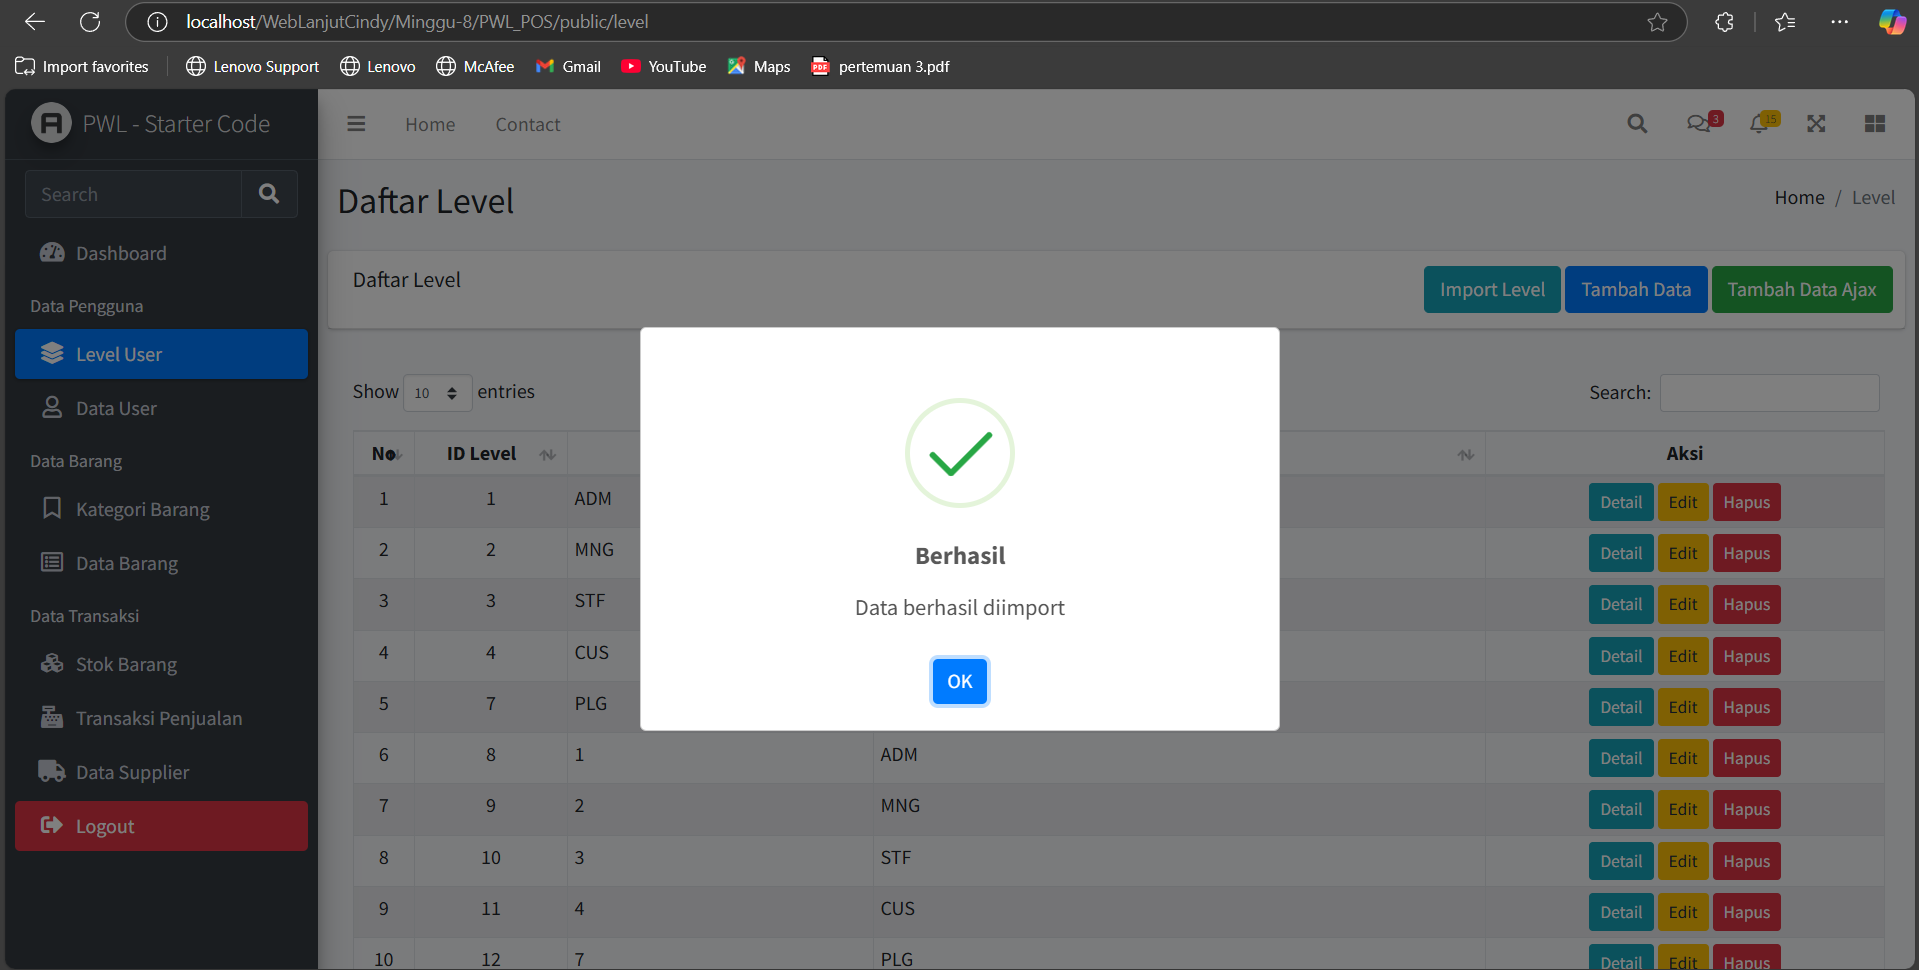 localhost/WebLanjutCindy/Minggu-8/PWL_POS/public/level
Import favorites Lenovo Support Lenovo McAfee Gmail YouTube Maps pertemuan 3.pdf
PWL - Starter Code
Home Contact 3 15
Search
Daftar Level
Home / Level
Dashboard
Data Pengguna
Level User
Data User
Data Barang
Kategori Barang
Data Barang
Data Transaksi
Stok Barang
Transaksi Penjualan
Data Supplier
Logout
Daftar Level
Import Level Tambah Data Tambah Data Ajax
Show 10 entries
Search:
No ID Level Aksi
1 1 ADM Detail Edit Hapus
2 2 MNG Detail Edit Hapus
3 3 STF Detail Edit Hapus
4 4 CUS Detail Edit Hapus
5 7 PLG Detail Edit Hapus
6 8 1 ADM Detail Edit Hapus
7 9 2 MNG Detail Edit Hapus
8 10 3 STF Detail Edit Hapus
9 11 4 CUS Detail Edit Hapus
10 12 7 PLG Detail Edit Hapus
Berhasil
Data berhasil diimport
OK